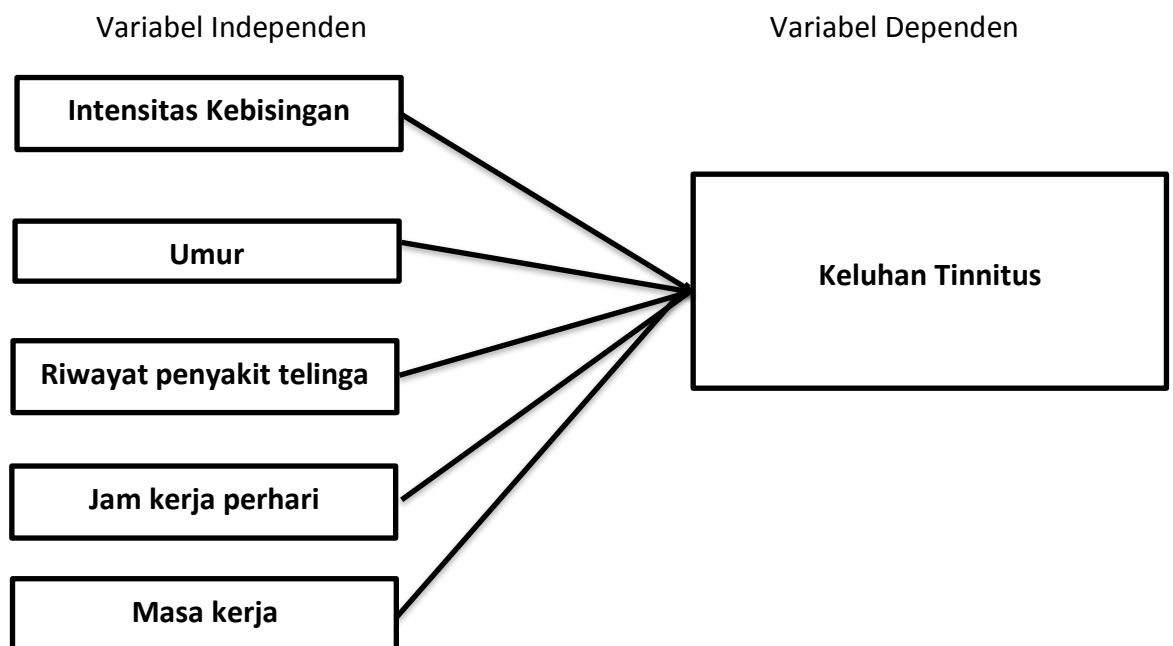 Variabel Independen
Variabel Dependen
Intensitas Kebisingan
Umur
Keluhan Tinnitus
Riwayat penyakit telinga
Jam kerja perhari
Masa kerja